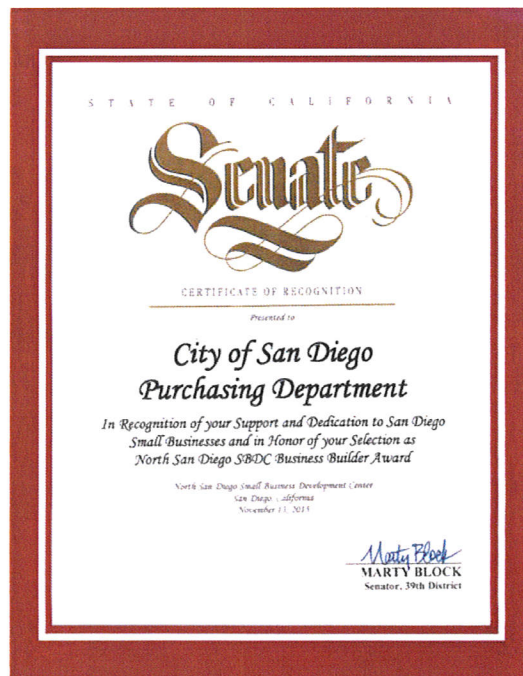 STATE OF CALIFORNIA
Senate
CERTIFICATE OF RECOGNITION
Presented to
City of San Diego
Purchasing Department
In Recognition of your Support and Dedication to San Diego
Small Businesses and in Honor of your Selection as
North San Diego SBDC Business Builder Award
North San Diego Small Business Development Center
San Diego, California
November 13, 2015
Marty Block
MARTY BLOCK
Senator, 39th District